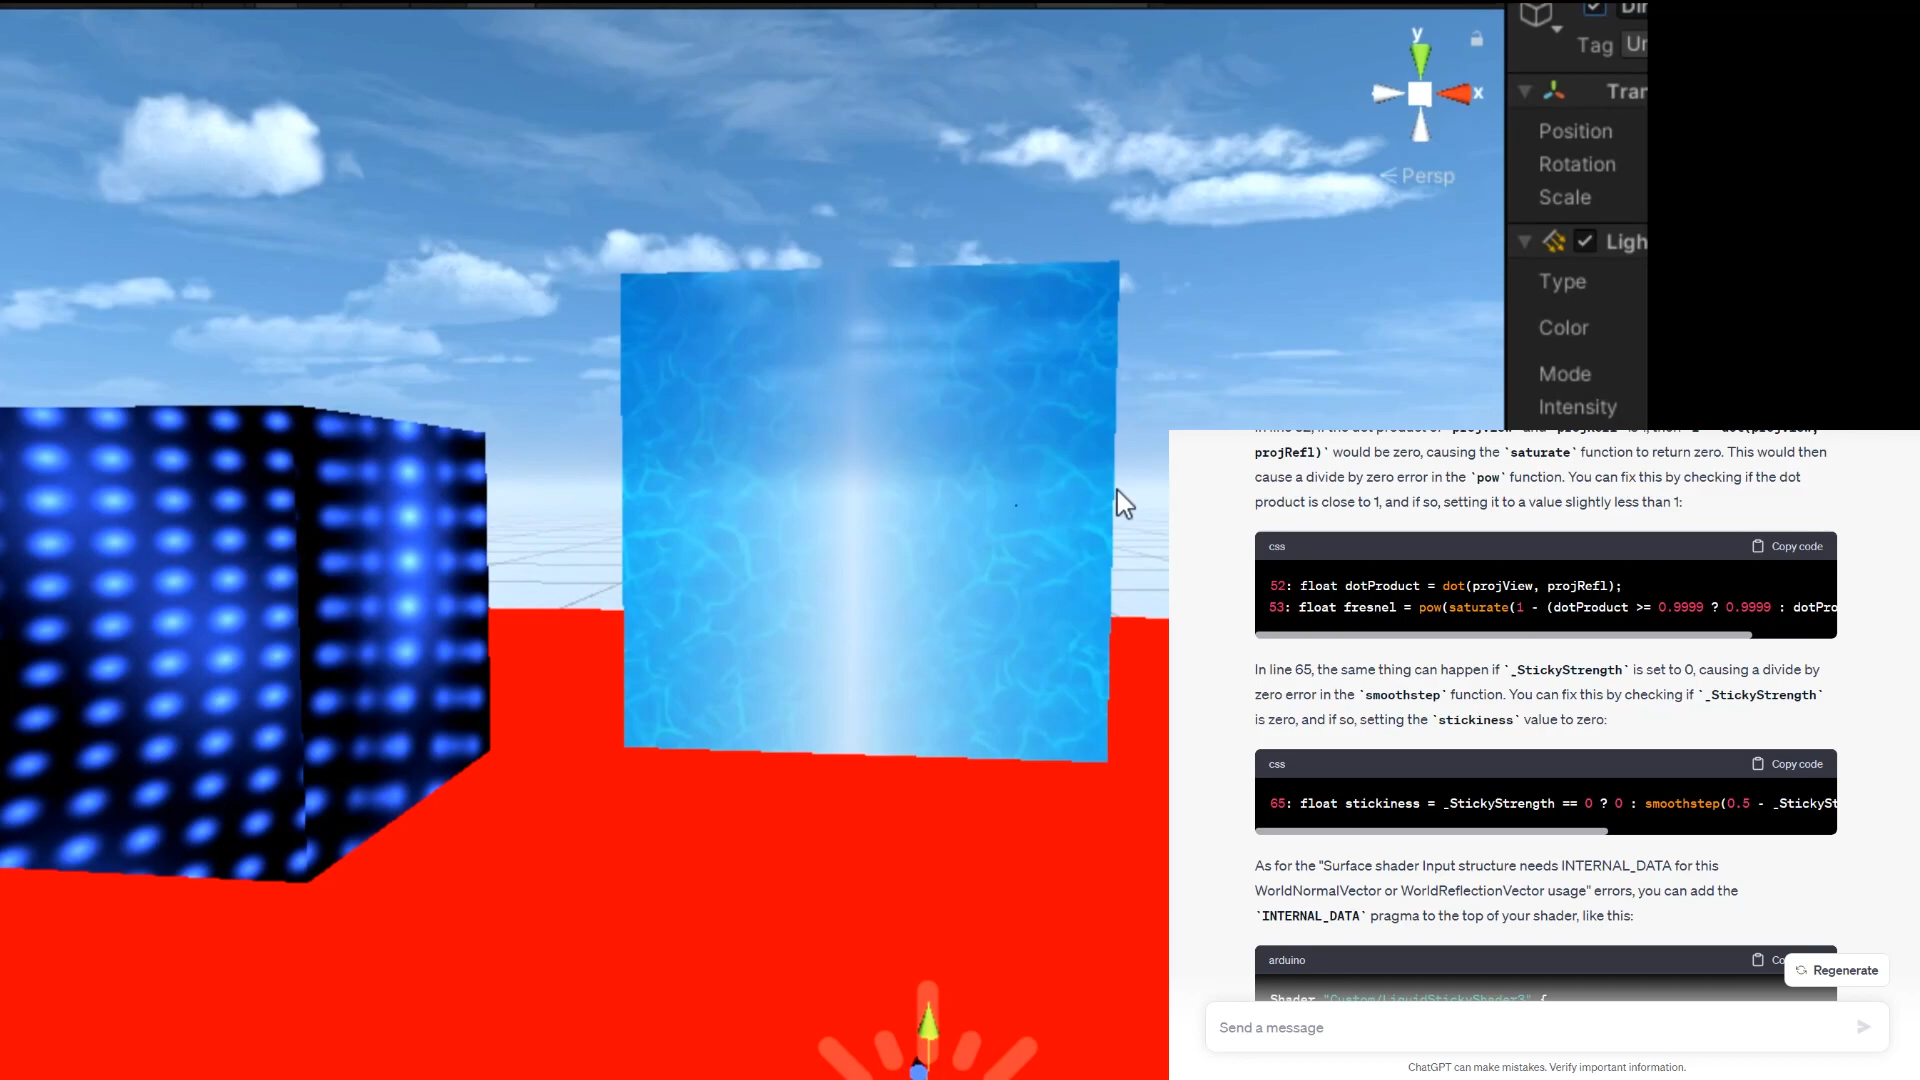 y
x
Persp
Tag
Position
Rotation
Scale
Type
Color
Mode
Intensity
projRefl)` would be zero, causing the `saturate` function to return zero. This would then
cause a divide by zero error in the `pow` function. You can fix this by checking if the dot
product is close to 1, and if so, setting it to a value slightly less than 1:
css
Copy code
52: float dotProduct = dot(projView, projRefl);
53: float fresnel = pow(saturate(1 - (dotProduct >= 0.9999 ? 0.9999 : dotPro
In line 65, the same thing can happen if `_StickyStrength` is set to 0, causing a divide by
zero error in the `smoothstep` function. You can fix this by checking if `_StickyStrength`
is zero, and if so, setting the `stickiness` value to zero:
css
Copy code
65: float stickiness = _StickyStrength == 0 ? 0 : smoothstep(0.5 - _StickySt
As for the "Surface shader Input structure needs INTERNAL_DATA for this
WorldNormalVector or WorldReflectionVector usage" errors, you can add the
`INTERNAL_DATA` pragma to the top of your shader, like this:
arduino
Co
Regenerate
Shader "Custom/LiquidStickyShader3" {
Send a message
ChatGPT can make mistakes. Verify important information.